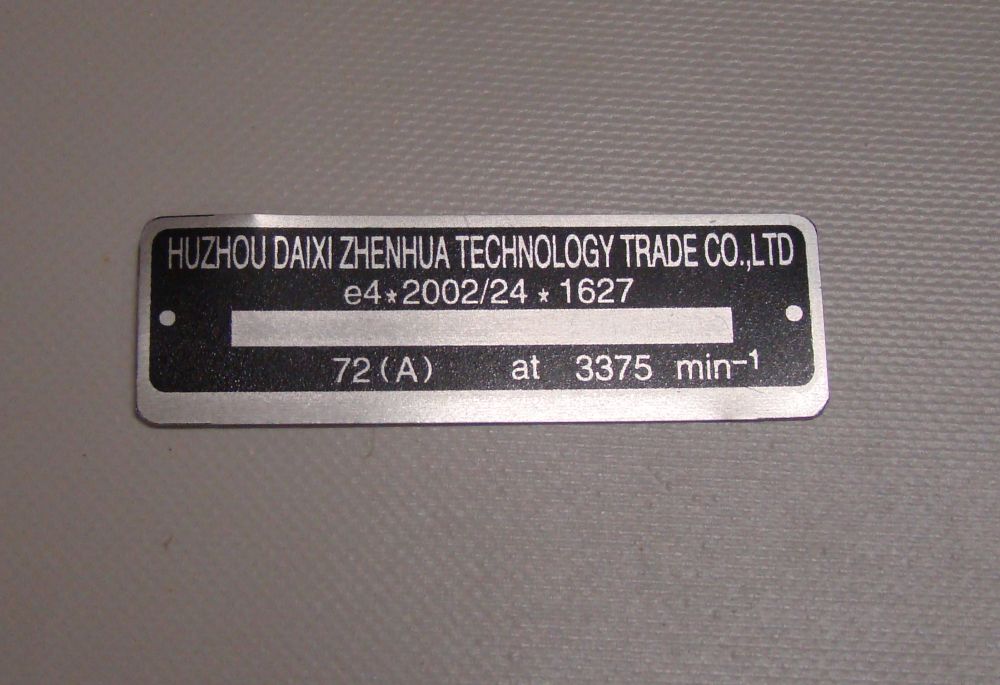 HUZHOU DAIXI ZHENHUA TECHNOLOGY TRADE CO.,LTD
e4*2002/24*1627
72(A) at 3375 min⁻¹